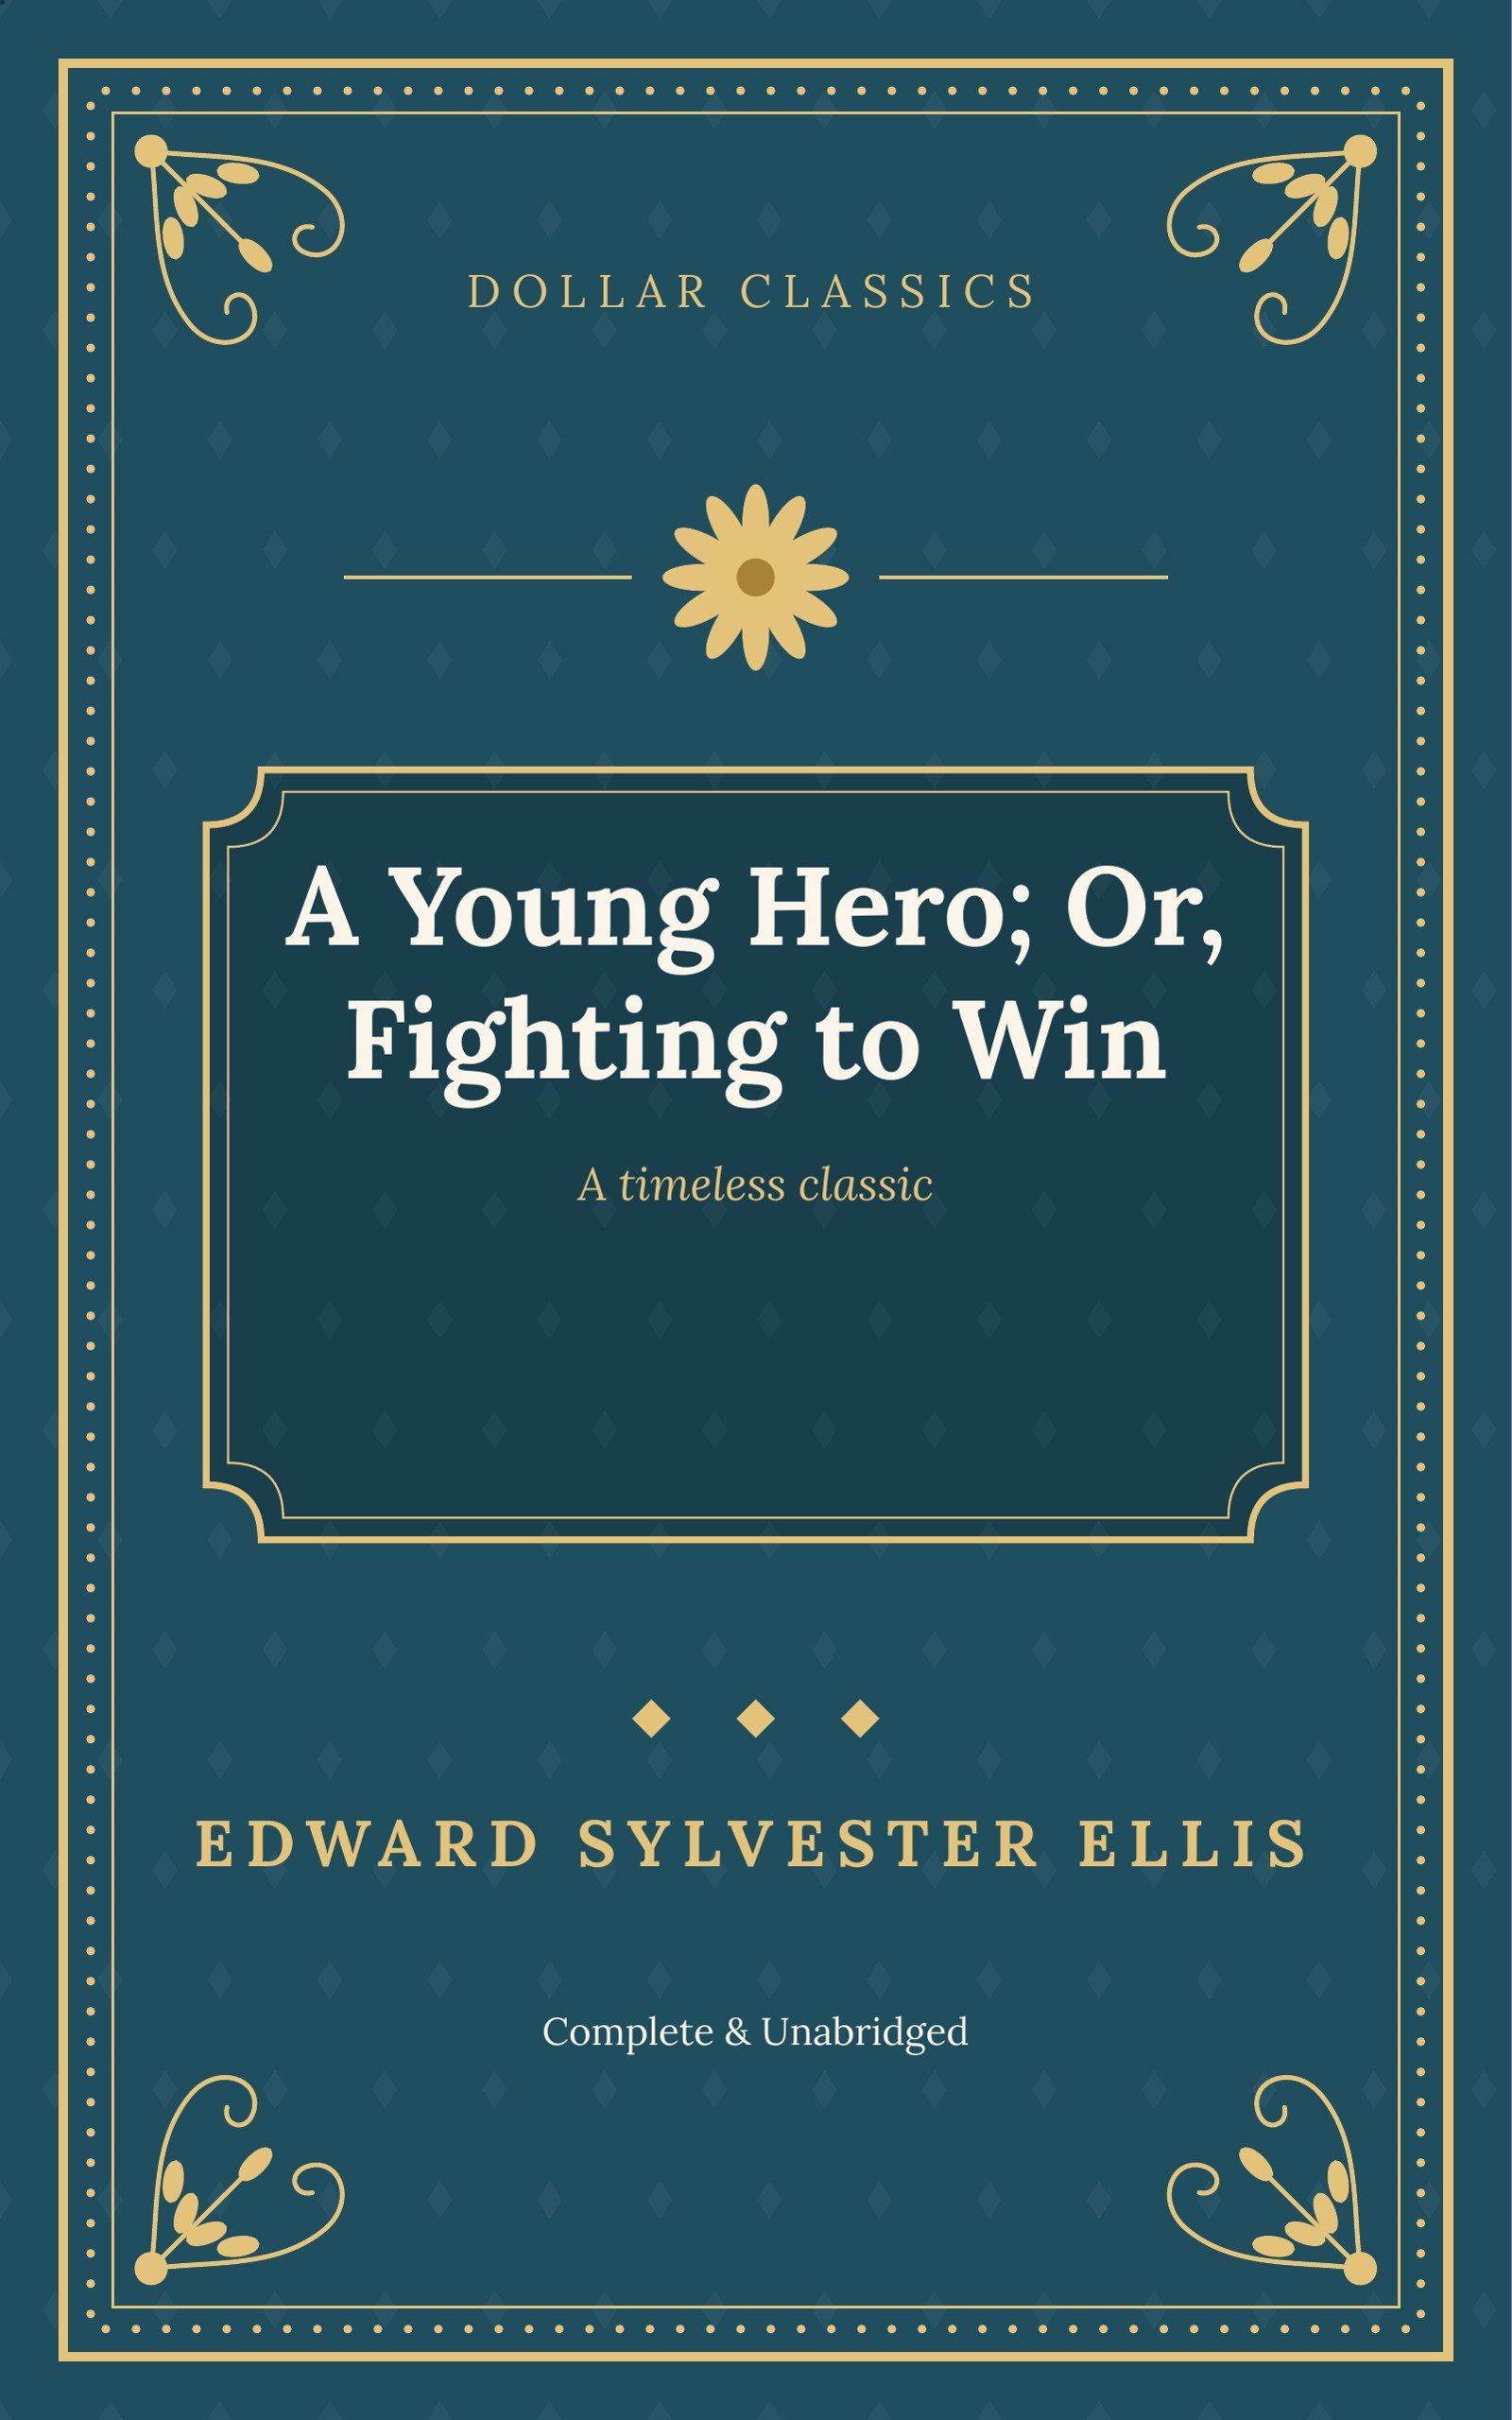 DOLLAR CLASSICS
A Young Hero; Or,
Fighting to Win
A timeless classic
EDWARD SYLVESTER ELLIS
Complete & Unabridged